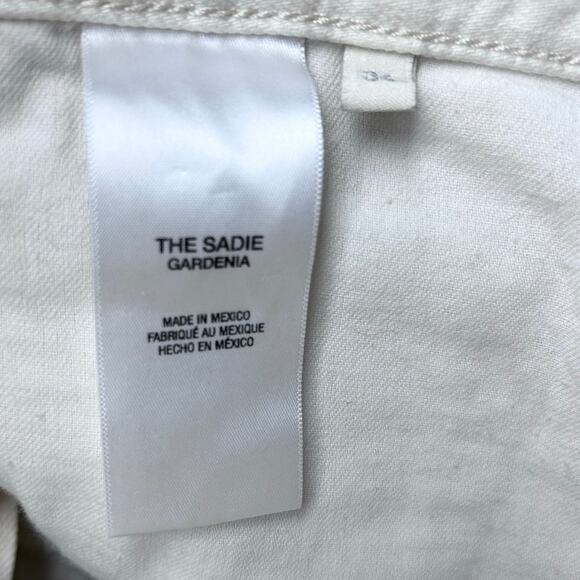 THE SADIE
GARDENIA
MADE IN MEXICO
FABRIQUÉ AU MEXIQUE
HECHO EN MÉXICO